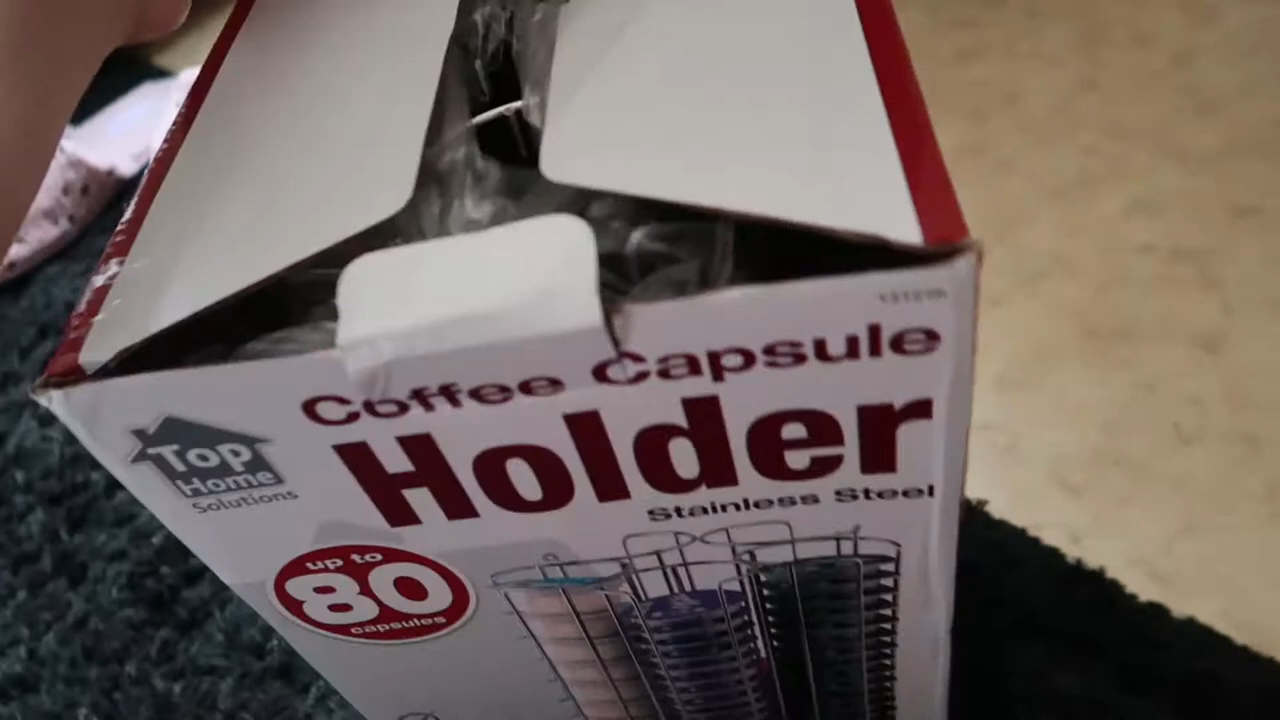 Coffee Capsule
Holder
Stainless Steel
Top
Home
Solutions
up to
80
capsules